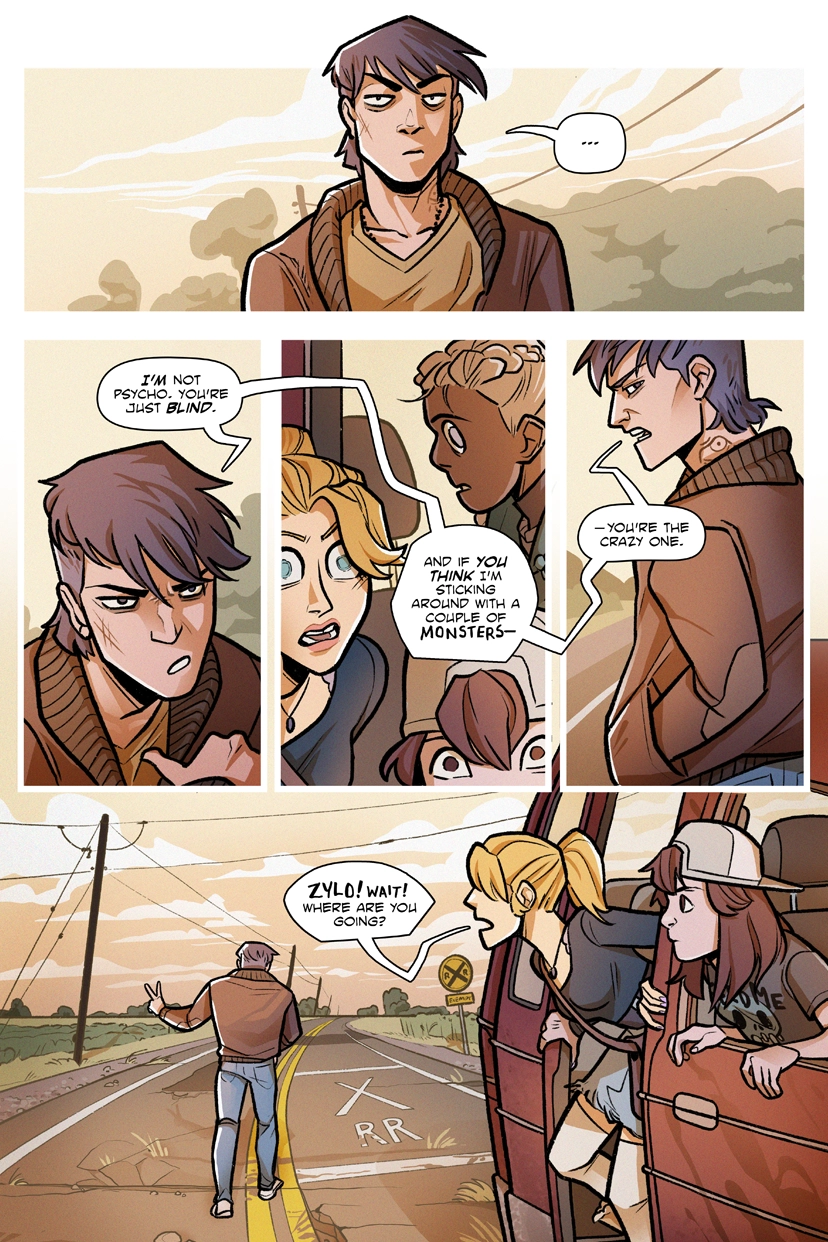 ...
I'M NOT
PSYCHO. YOU'RE
JUST BLIND.
AND IF YOU
THINK I'M
STICKING
AROUND WITH A
COUPLE OF
MONSTERS—
—YOU'RE THE
CRAZY ONE.
ZYLO! WAIT!
WHERE ARE YOU
GOING?
R R
RR